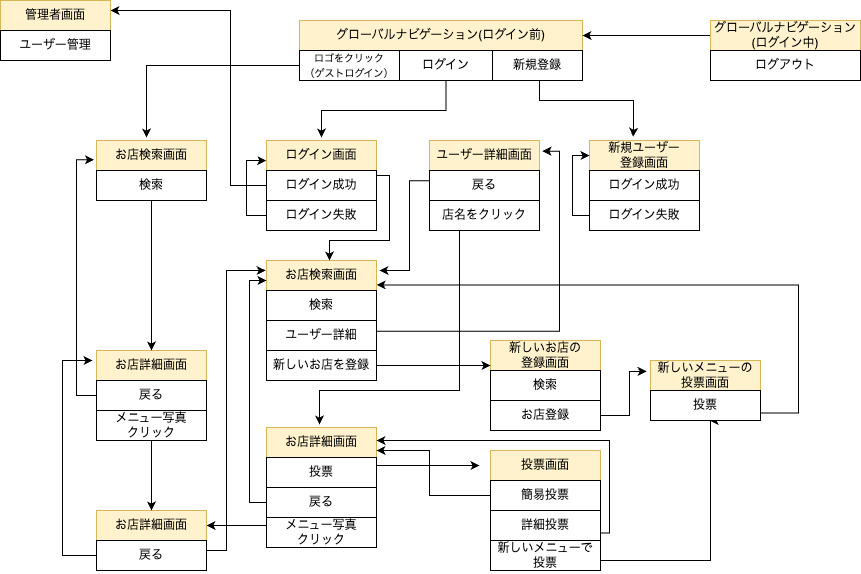 管理者画面
ユーザー管理
グローバルナビゲーション(ログイン前)
ロゴをクリック
（ゲストログイン）
ログイン
新規登録
グローバルナビゲーション
(ログイン中)
ログアウト
お店検索画面
検索
ログイン画面
ログイン成功
ログイン失敗
ユーザー詳細画面
戻る
店名をクリック
新規ユーザー
登録画面
ログイン成功
ログイン失敗
お店検索画面
検索
ユーザー詳細
新しいお店を登録
お店詳細画面
戻る
メニュー写真
クリック
新しいお店の
登録画面
検索
お店登録
新しいメニューの
投票画面
投票
お店詳細画面
投票
戻る
メニュー写真
クリック
投票画面
簡易投票
詳細投票
新しいメニューで
投票
お店詳細画面
戻る